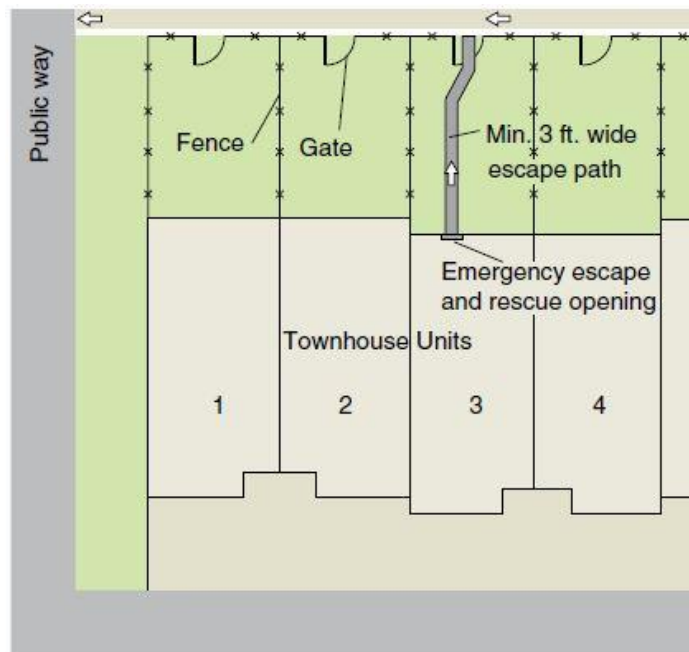 Public way
Fence
Gate
Min. 3 ft. wide
escape path
Emergency escape
and rescue opening
Townhouse Units
1
2
3
4